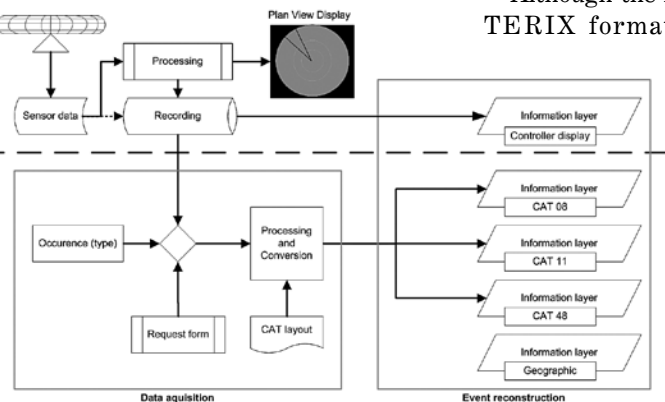 Plan View Display
TERIX format
Processing
Sensor data
Recording
Information layer
Controller display
Information layer
CAT 08
Occurence (type)
Processing
and
Conversion
Information layer
CAT 11
Information layer
CAT 48
Request form
CAT layout
Information layer
Geographic
Data aquisition
Event reconstruction